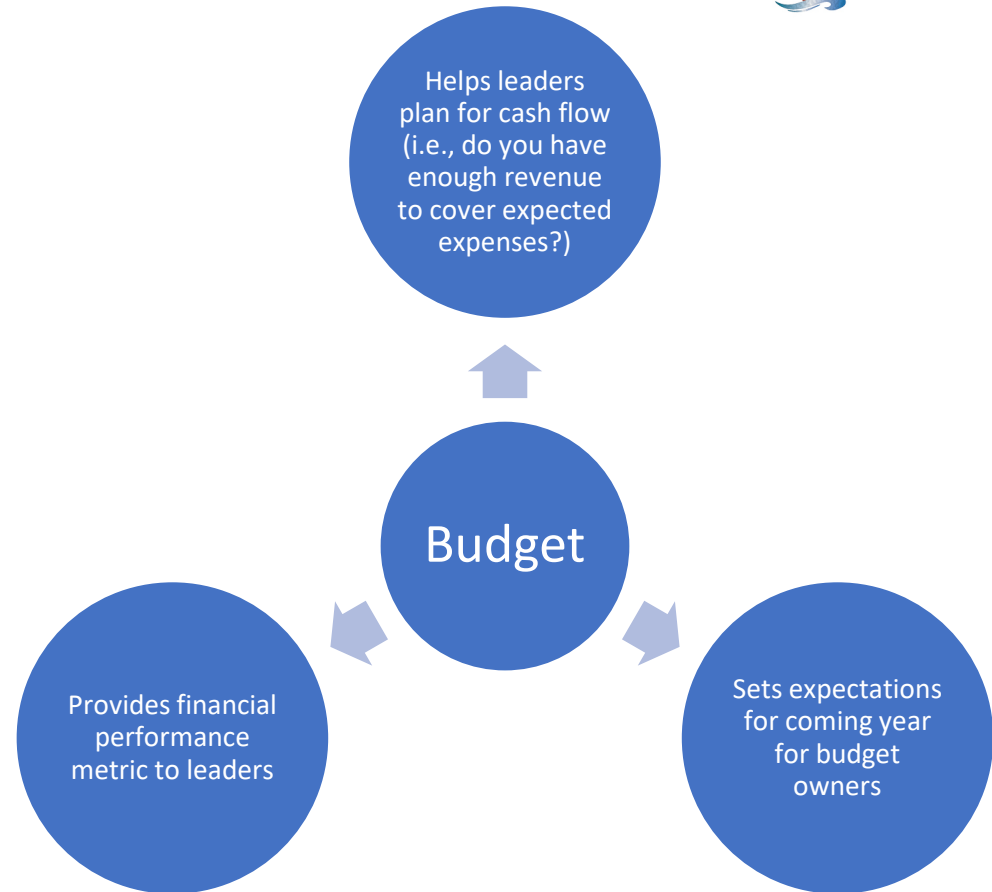 Helps leaders
plan for cash flow
(i.e., do you have
enough revenue
to cover expected
expenses?)
Budget
Provides financial
performance
metric to leaders
Sets expectations
for coming year
for budget
owners